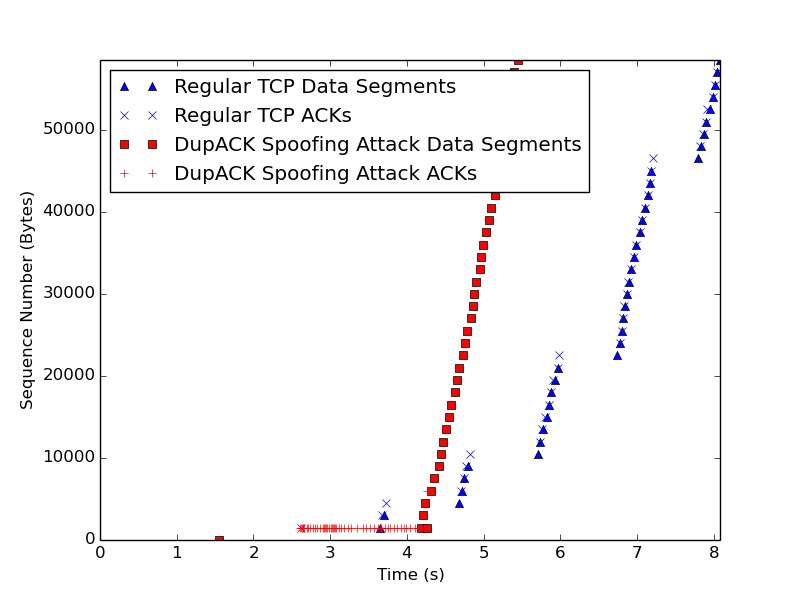 Regular TCP Data Segments
Regular TCP ACKs
DupACK Spoofing Attack Data Segments
DupACK Spoofing Attack ACKs
50000
40000
30000
20000
10000
0
Sequence Number (Bytes)
0 1 2 3 4 5 6 7 8
Time (s)